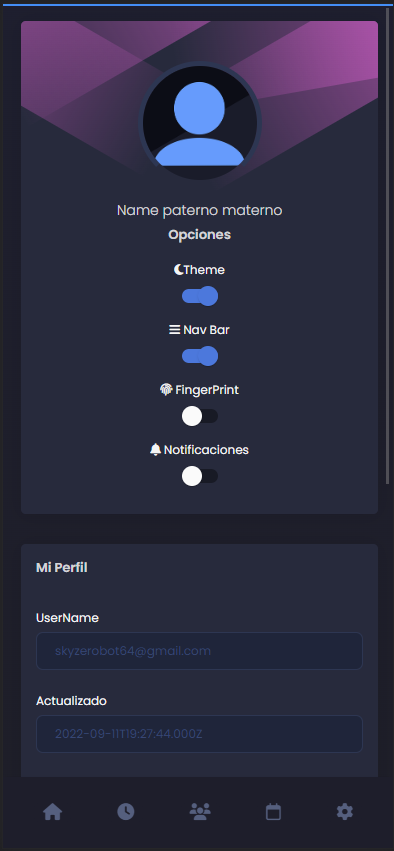 Name paterno materno
Opciones
Theme
Nav Bar
FingerPrint
Notificaciones
Mi Perfil
UserName
skyzerobot64@gmail.com
Actualizado
2022-09-11T19:27:44.000Z